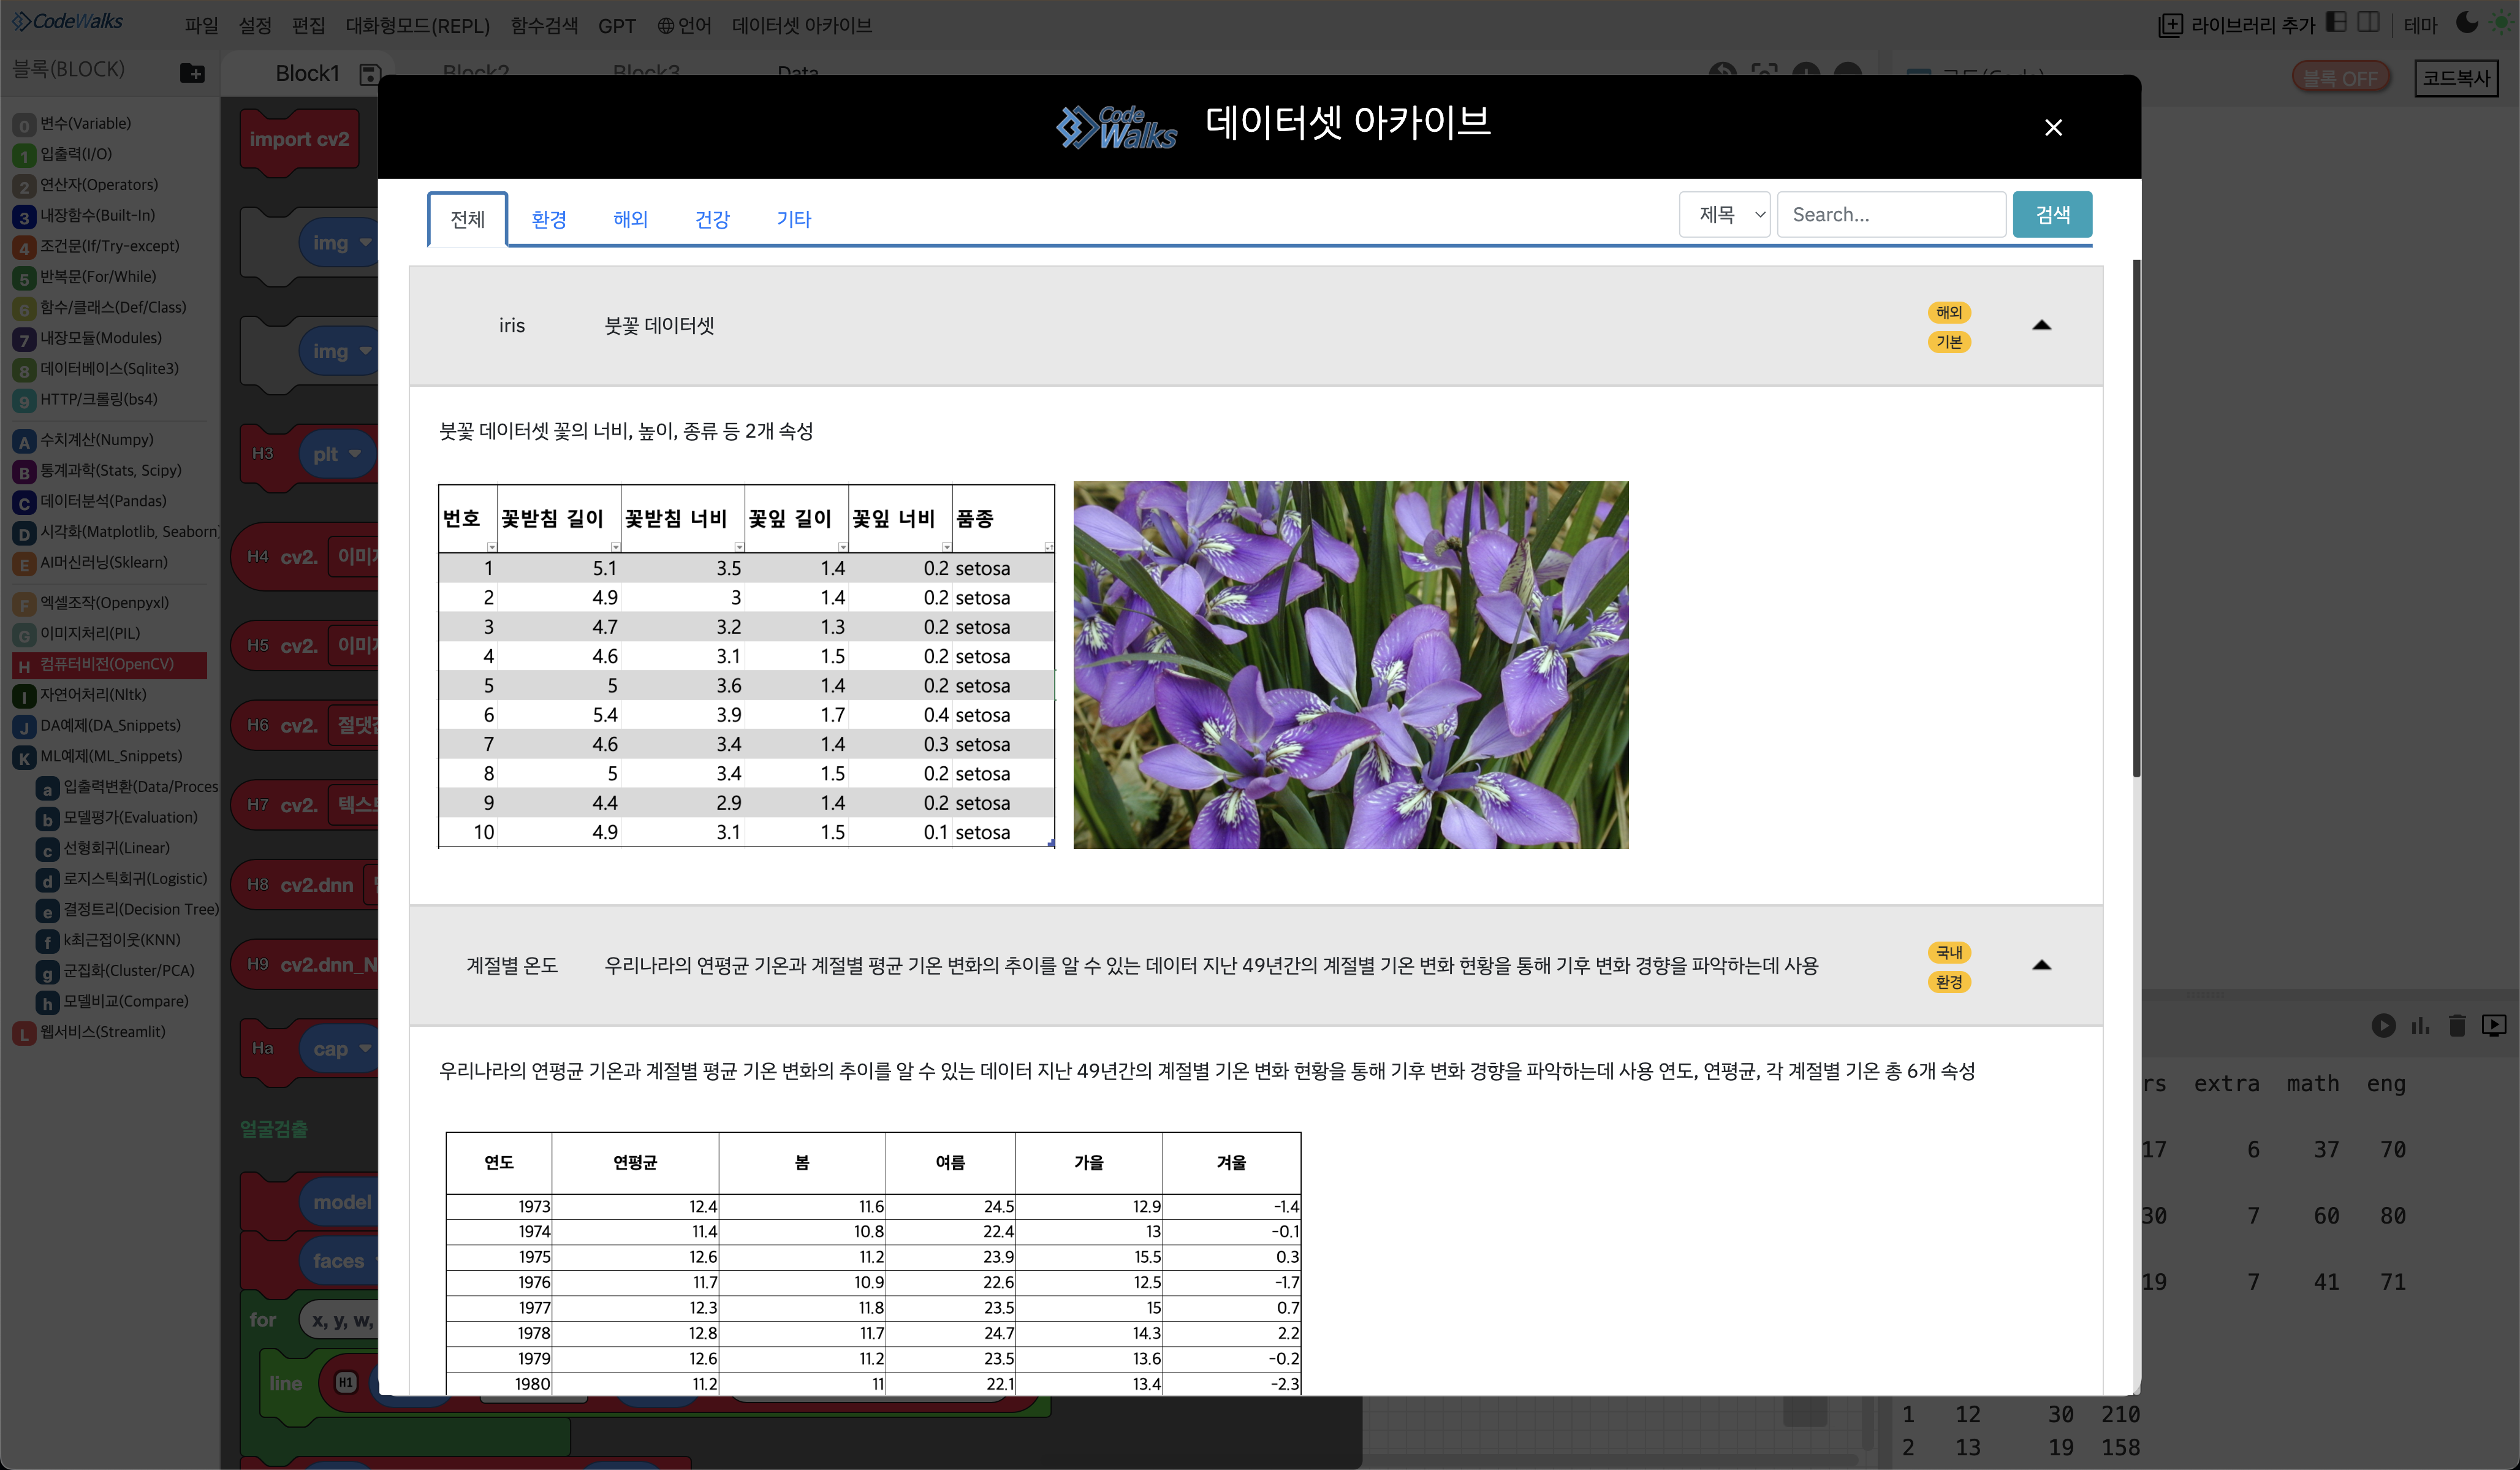 CodeWalks
파일 설정 편집 대화형모드(REPL) 함수검색 GPT 언어 데이터셋 아카이브
라이브러리 추가 테마
블록(BLOCK)
Block1 Block2 Block3 Data
블록 OFF 코드복사
0 변수(Variable)
1 입출력(I/O)
2 연산자(Operators)
3 내장함수(Built-In)
4 조건문(If/Try-except)
5 반복문(For/While)
6 함수/클래스(Def/Class)
7 내장모듈(Modules)
8 데이터베이스(Sqlite3)
9 HTTP/크롤링(bs4)
A 수치계산(Numpy)
B 통계과학(Stats, Scipy)
C 데이터분석(Pandas)
D 시각화(Matplotlib, Seaborn)
E AI머신러닝(Sklearn)
F 엑셀조작(Openpyxl)
G 이미지처리(PIL)
H 컴퓨터비전(OpenCV)
I 자연어처리(Nltk)
J DA예제(DA_Snippets)
K ML예제(ML_Snippets)
a 입출력변환(Data/Proces
b 모델평가(Evaluation)
c 선형회귀(Linear)
d 로지스틱회귀(Logistic)
e 결정트리(Decision Tree)
f k최근접이웃(KNN)
g 군집화(Cluster/PCA)
h 모델비교(Compare)
L 웹서비스(Streamlit)
import cv2
img
img
H3 plt
H4 cv2.
H5 cv2.
H6 cv2.
H7 cv2.
H8 cv2.dnn
H9 cv2.dnn_N
Ha cap
얼굴검출
model
faces
for x, y, w,
line H1
Code Walks 데이터셋 아카이브
전체 환경 해외 건강 기타
제목 Search... 검색
iris 붓꽃 데이터셋 해외 기본
붓꽃 데이터셋 꽃의 너비, 높이, 종류 등 2개 속성
번호 꽃받침 길이 꽃받침 너비 꽃잎 길이 꽃잎 너비 품종
1 5.1 3.5 1.4 0.2 setosa
2 4.9 3 1.4 0.2 setosa
3 4.7 3.2 1.3 0.2 setosa
4 4.6 3.1 1.5 0.2 setosa
5 5 3.6 1.4 0.2 setosa
6 5.4 3.9 1.7 0.4 setosa
7 4.6 3.4 1.4 0.3 setosa
8 5 3.4 1.5 0.2 setosa
9 4.4 2.9 1.4 0.2 setosa
10 4.9 3.1 1.5 0.1 setosa
계절별 온도 우리나라의 연평균 기온과 계절별 평균 기온 변화의 추이를 알 수 있는 데이터 지난 49년간의 계절별 기온 변화 현황을 통해 기후 변화 경향을 파악하는데 사용 국내 환경
우리나라의 연평균 기온과 계절별 평균 기온 변화의 추이를 알 수 있는 데이터 지난 49년간의 계절별 기온 변화 현황을 통해 기후 변화 경향을 파악하는데 사용 연도, 연평균, 각 계절별 기온 총 6개 속성
연도 연평균 봄 여름 가을 겨울
1973 12.4 11.6 24.5 12.9 -1.4
1974 11.4 10.8 22.4 13 -0.1
1975 12.6 11.2 23.9 15.5 0.3
1976 11.7 10.9 22.6 12.5 -1.7
1977 12.3 11.8 23.5 15 0.7
1978 12.8 11.7 24.7 14.3 2.2
1979 12.6 11.2 23.5 13.6 -0.2
1980 11.2 11 22.1 13.4 -2.3
rs extra math eng
17 6 37 70
30 7 60 80
19 7 41 71
1 12 30 210
2 13 19 158